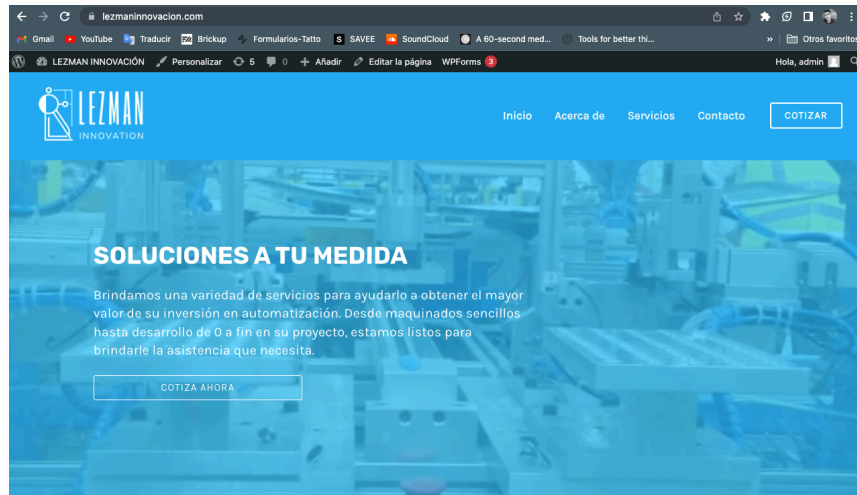 lezmaninnovacion.com
Gmail YouTube Traducir Brickup Formularios-Tatto S SAVEE SoundCloud A 60-second med... Tools for better thi... » Otros favoritos
LEZMAN INNOVACIÓN Personalizar 5 0 Añadir Editar la página WPForms 3 Hola, admin
LEZMAN
INNOVATION
Inicio Acerca de Servicios Contacto COTIZAR
SOLUCIONES A TU MEDIDA
Brindamos una variedad de servicios para ayudarlo a obtener el mayor
valor de su inversión en automatización. Desde maquinados sencillos
hasta desarrollo de 0 a fin en su proyecto, estamos listos para
brindarle la asistencia que necesita.
COTIZA AHORA